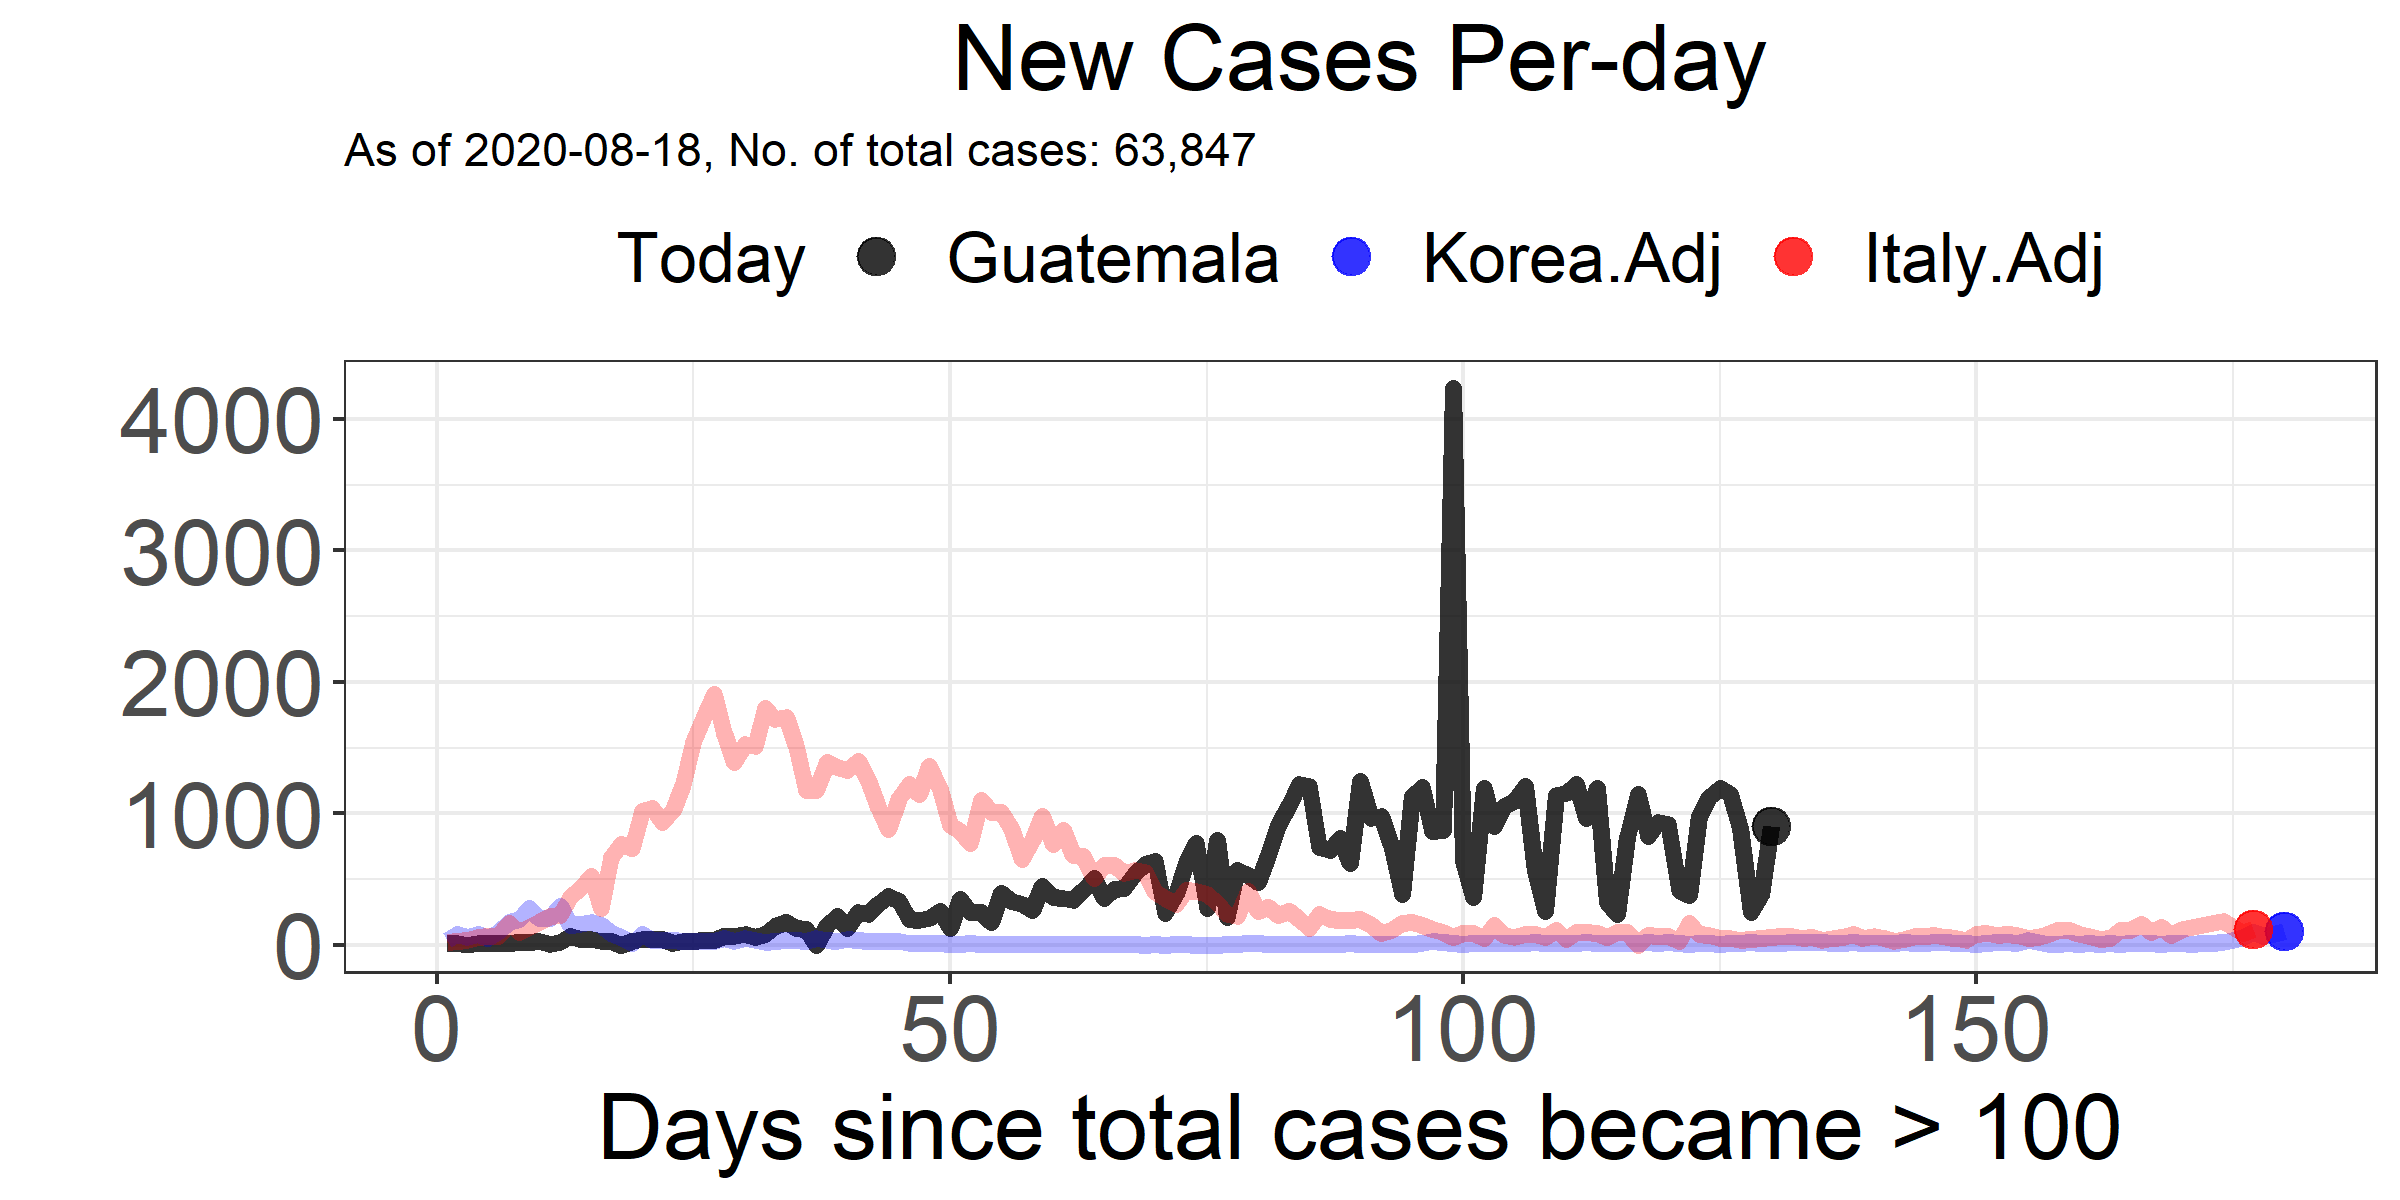 New Cases Per-day
As of 2020-08-18, No. of total cases: 63,847
Today Guatemala Korea.Adj Italy.Adj
4000
3000
2000
1000
0
0 50 100 150
Days since total cases became > 100